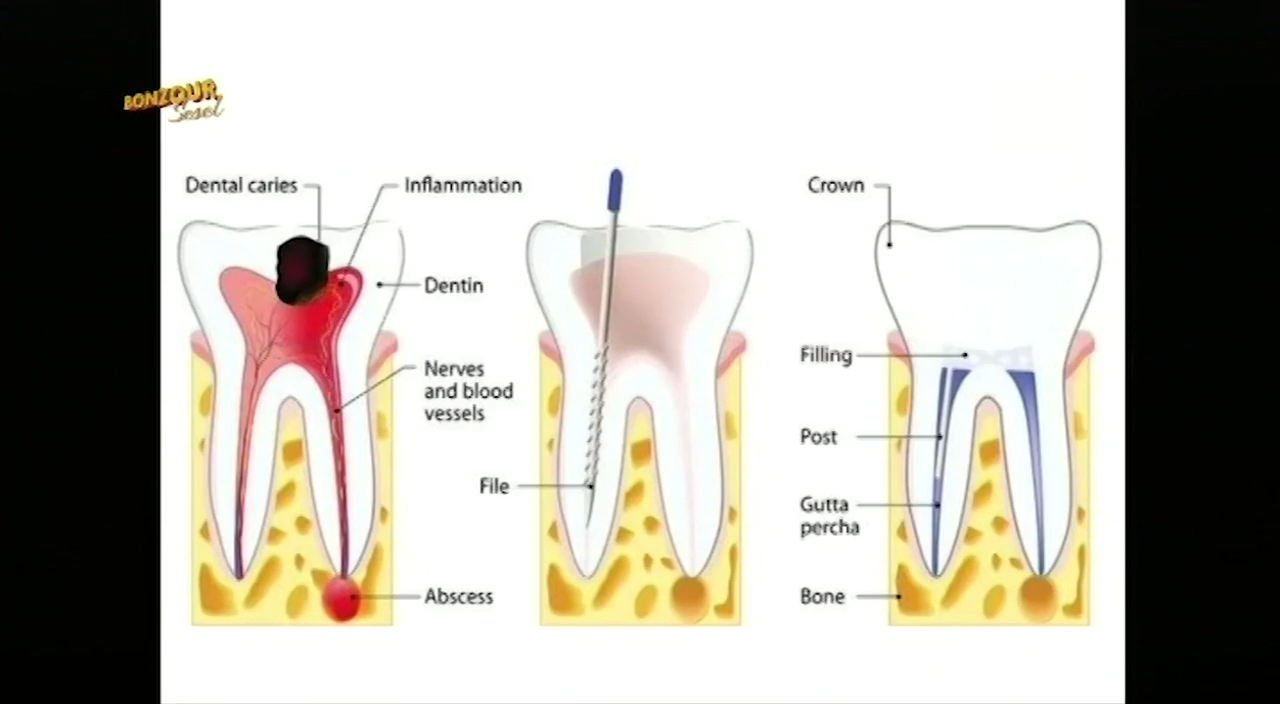 BONZOUR
Sesel
Dental caries
Inflammation
Dentin
Nerves
and blood
vessels
Abscess
File
Crown
Filling
Post
Gutta
percha
Bone